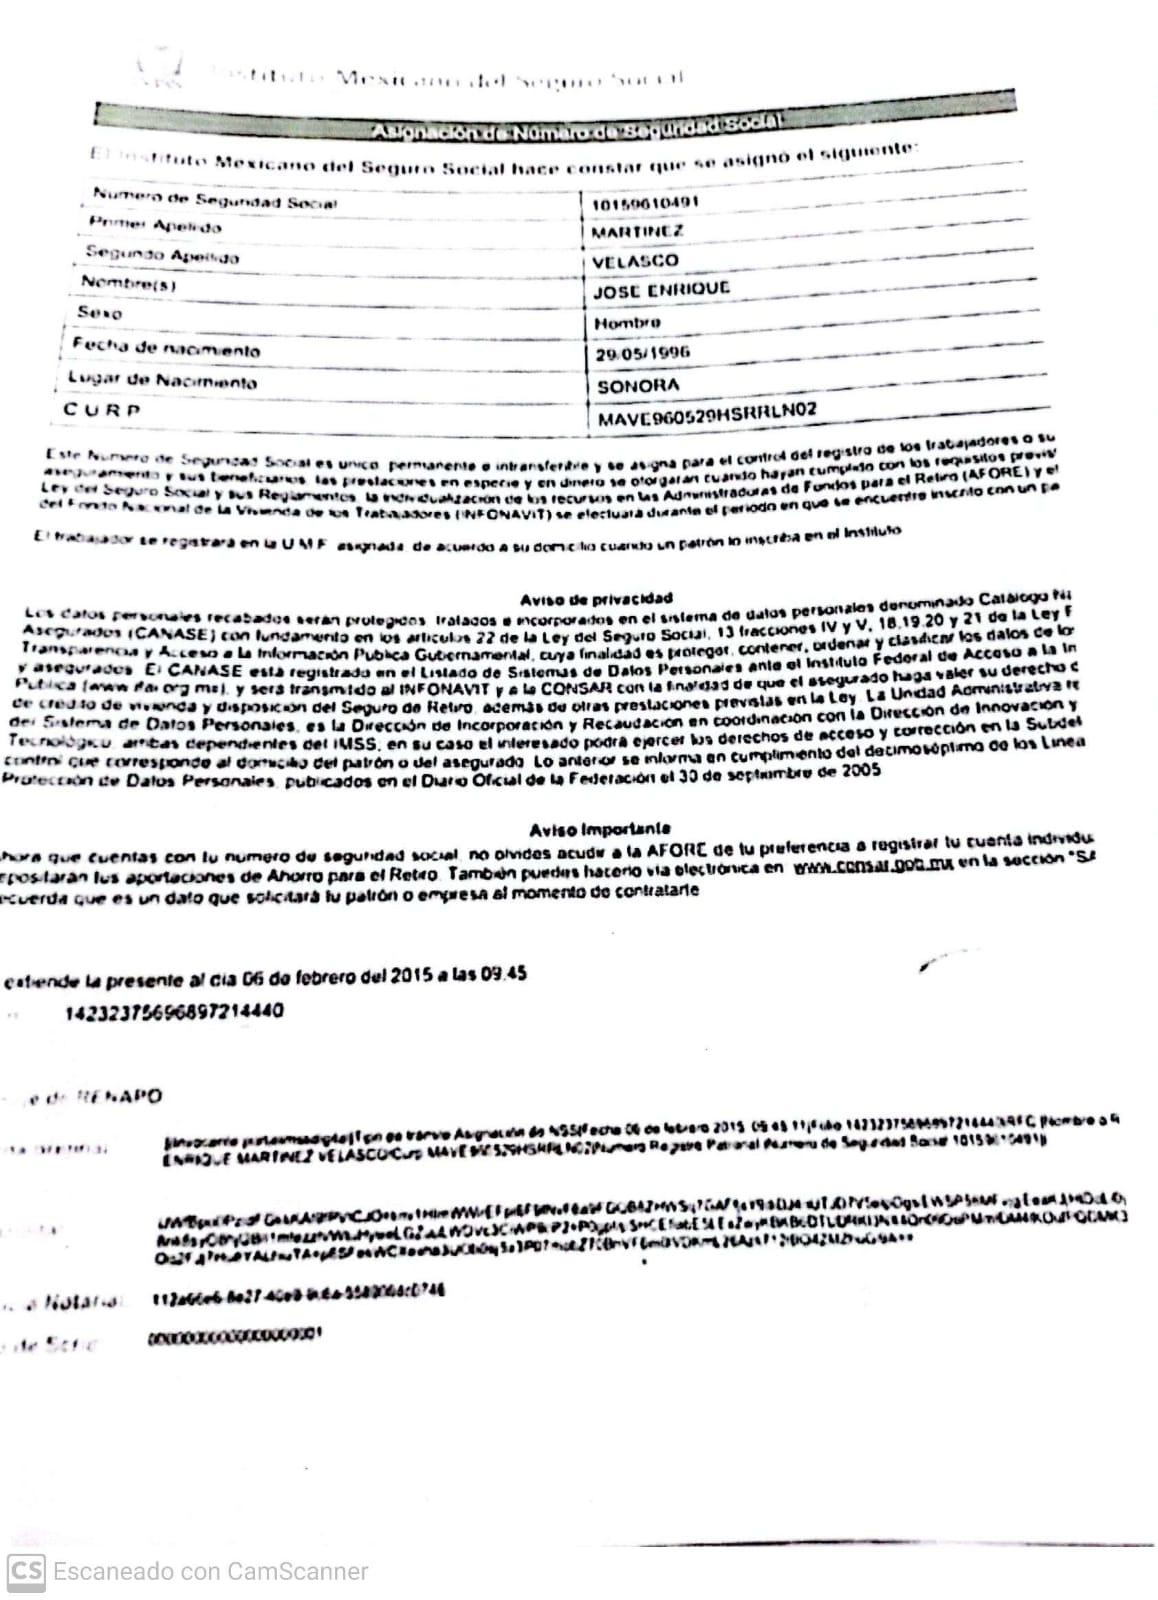 Instituto Mexicano del Seguro Social
Asignación de Número de Seguridad Social
El Instituto Mexicano del Seguro Social hace constar que se asignó el siguiente:
Numero de Seguridad Social 10159610491
Primer Apellido MARTINEZ
Segundo Apellido VELASCO
Nombre(s) JOSE ENRIQUE
Sexo Hombre
Fecha de nacimiento 29/05/1996
Lugar de Nacimiento SONORA
C U R P MAVE960529HSRRLN02
Este Numero de Seguridad Social es unico, permanente e intransferible y se asigna para el control del registro de los trabajadores o su
aseguramiento y sus beneficiarios, las prestaciones en especie y en dinero se otorgarán cuando hayan cumplido con los requisitos previs
Ley del Seguro Social y sus Reglamentos, la individualización de los recursos en las Administradoras de Fondos para el Retiro (AFORE) y el
del Fondo Nacional de la Vivienda de los Trabajadores (INFONAVIT) se efectuará durante el periodo en que se encuentre inscrito con un pa
El trabajador se registrará en la U M F asignada, de acuerdo a su domicilio cuando un patrón lo inscriba en el Instituto
Aviso de privacidad
Los datos personales recabados serán protegidos, tratados e incorporados en el sistema de datos personales denominado Catálogo Na
Asegurados (CANASE) con fundamento en los artículos 22 de la Ley del Seguro Social, 13 fracciones IV y V, 18,19,20 y 21 de la Ley F
Transparencia y Acceso a la Información Pública Gubernamental, cuya finalidad es proteger, contener, ordenar y clasificar los datos de lo
y asegurados. El CANASE está registrado en el Listado de Sistemas de Datos Personales ante el Instituto Federal de Acceso a la In
Pública (www.ifai.org.mx), y será transmitido al INFONAVIT y a la CONSAR con la finalidad de que el asegurado haga valer su derecho c
de crédito de vivienda y disposición del Seguro de Retiro, además de otras prestaciones previstas en la Ley. La Unidad Administrativa re
del Sistema de Datos Personales, es la Dirección de Incorporación y Recaudación en coordinación con la Dirección de Innovación y
Tecnológico, ambas dependientes del IMSS; en su caso el interesado podrá ejercer los derechos de acceso y corrección en la Subdel
control que corresponde al domicilio del patrón o del asegurado. Lo anterior se informa en cumplimiento del decimoséptimo de los Linea
Protección de Datos Personales, publicados en el Diario Oficial de la Federación el 30 de septiembre de 2005
Aviso Importante
hora que cuentas con tu numero de seguridad social, no olvides acudir a la AFORE de tu preferencia a registrar tu cuenta individu
epositarán tus aportaciones de Ahorro para el Retiro. También puedes hacerlo vía electrónica en www.consar.gob.mx en la sección "SA
ecuerda que es un dato que solicitará tu patrón o empresa al momento de contratarte
extiende la presente al día 06 de febrero del 2015 a las 09:45
14232375696897214440
de RENAPO
ENRIQUE MARTINEZ VELASCO
Notaria:
de Serie
CS Escaneado con CamScanner